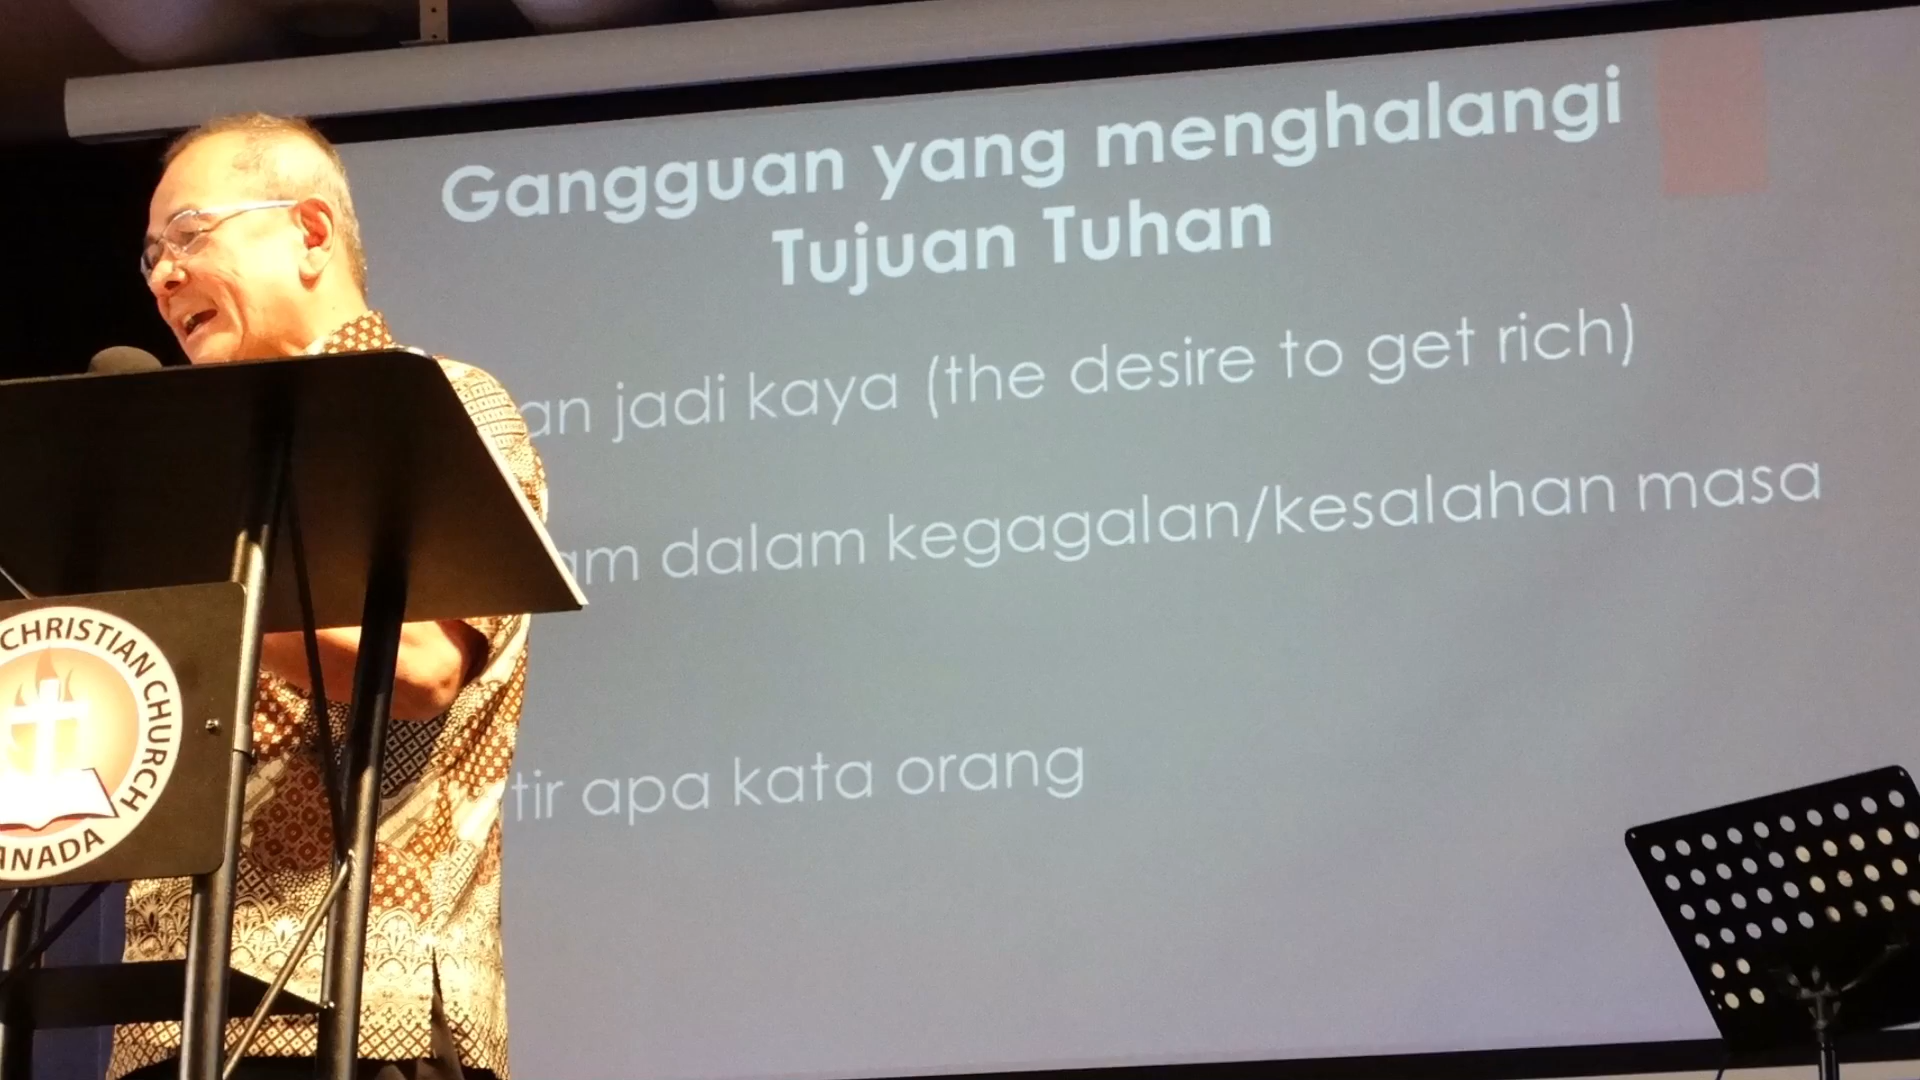 Gangguan yang menghalangi
Tujuan Tuhan
an jadi kaya (the desire to get rich)
am dalam kegagalan/kesalahan masa
tir apa kata orang
CHRISTIAN CHURCH
ANADA